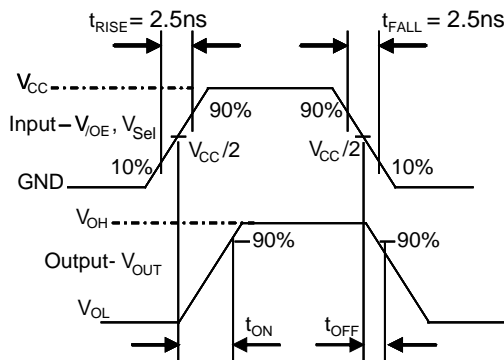 tRISE = 2.5ns
tFALL = 2.5ns
VCC
90%
90%
Input – V/OE, VSel
VCC/2
VCC/2
10%
10%
GND
VOH
90%
90%
Output- VOUT
VOL
tON
tOFF